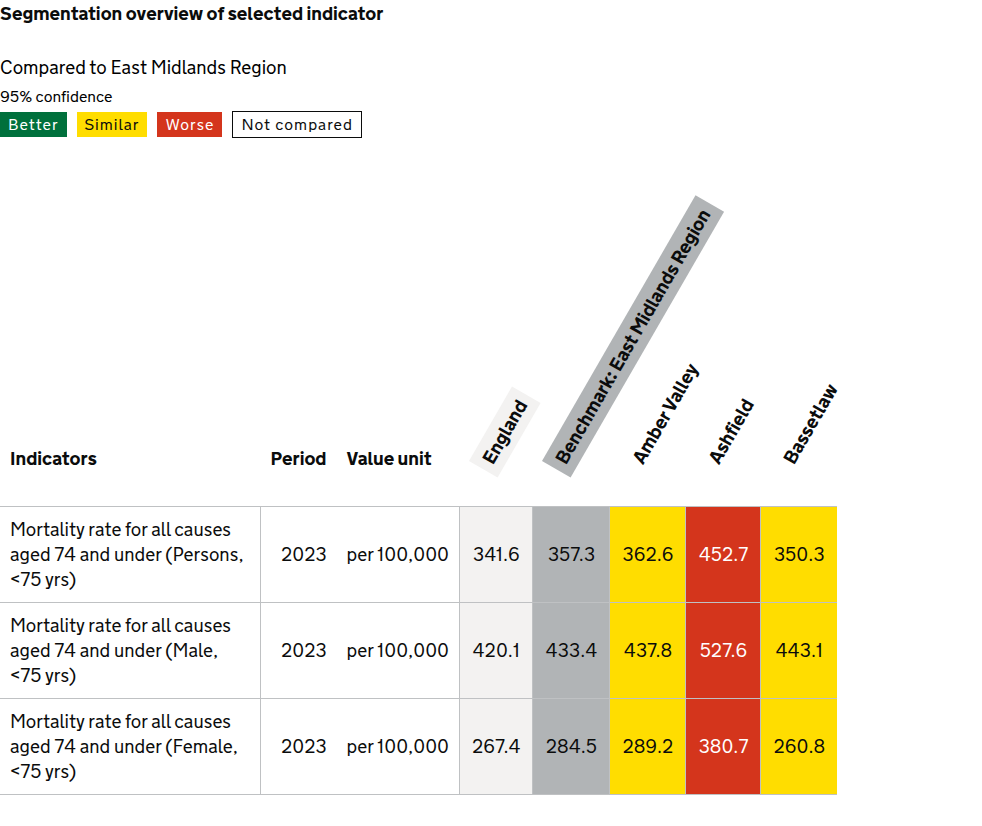 Segmentation overview of selected indicator
Compared to East Midlands Region
95% confidence
Better Similar Worse Not compared
Indicators Period Value unit England Benchmark: East Midlands Region Amber Valley Ashfield Bassetlaw
Mortality rate for all causes
aged 74 and under (Persons, 2023 per 100,000 341.6 357.3 362.6 452.7 350.3
<75 yrs)
Mortality rate for all causes
aged 74 and under (Male, 2023 per 100,000 420.1 433.4 437.8 527.6 443.1
<75 yrs)
Mortality rate for all causes
aged 74 and under (Female, 2023 per 100,000 267.4 284.5 289.2 380.7 260.8
<75 yrs)